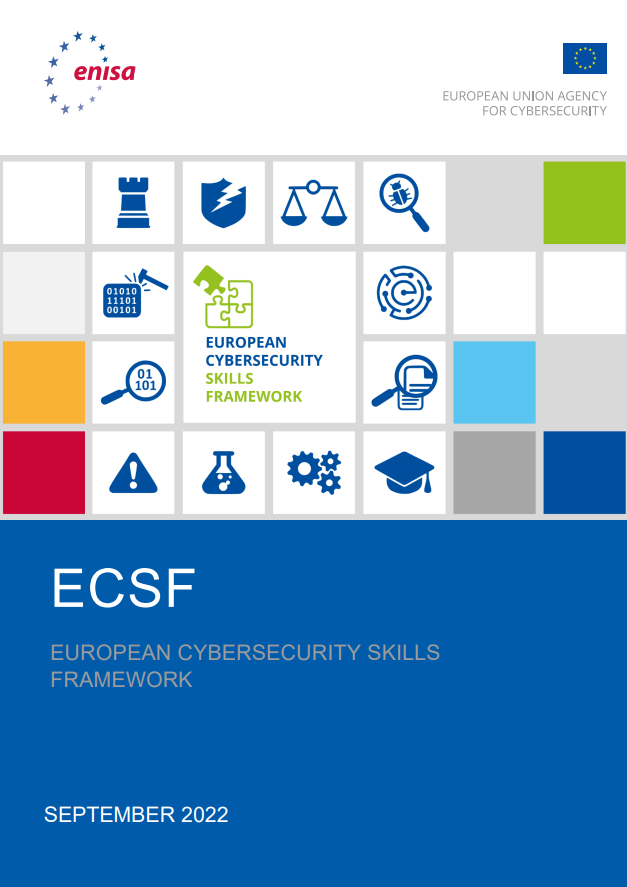 enisa
EUROPEAN UNION AGENCY
FOR CYBERSECURITY
01010
11101
00101
EUROPEAN
CYBERSECURITY
SKILLS
FRAMEWORK
01
101
ECSF
EUROPEAN CYBERSECURITY SKILLS
FRAMEWORK
SEPTEMBER 2022